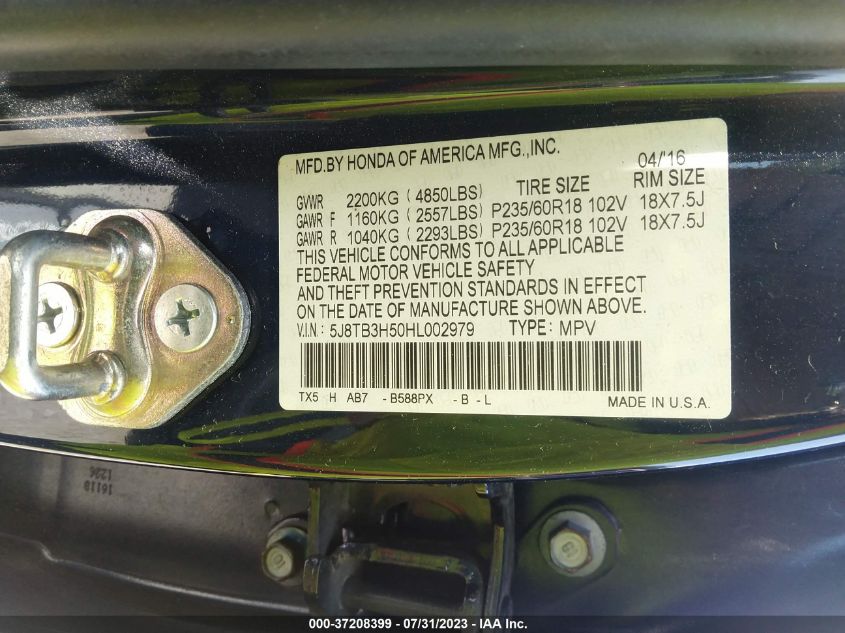 MFD.BY HONDA OF AMERICA MFG.,INC. 04/'16
GVWR 2200KG (4850LBS) TIRE SIZE RIM SIZE
GAWR F 1160KG (2557LBS) P235/60R18 102V 18X7.5J
GAWR R 1040KG (2293LBS) P235/60R18 102V 18X7.5J
THIS VEHICLE CONFORMS TO ALL APPLICABLE
FEDERAL MOTOR VEHICLE SAFETY
AND THEFT PREVENTION STANDARDS IN EFFECT
ON THE DATE OF MANUFACTURE SHOWN ABOVE.
V.I.N: 5J8TB3H50HL002979 TYPE: MPV
TX5 H AB7 - B588PX - B - L MADE IN U.S.A.
16118
1226
000-37208399 / 07/31/2023 / IAA Inc.